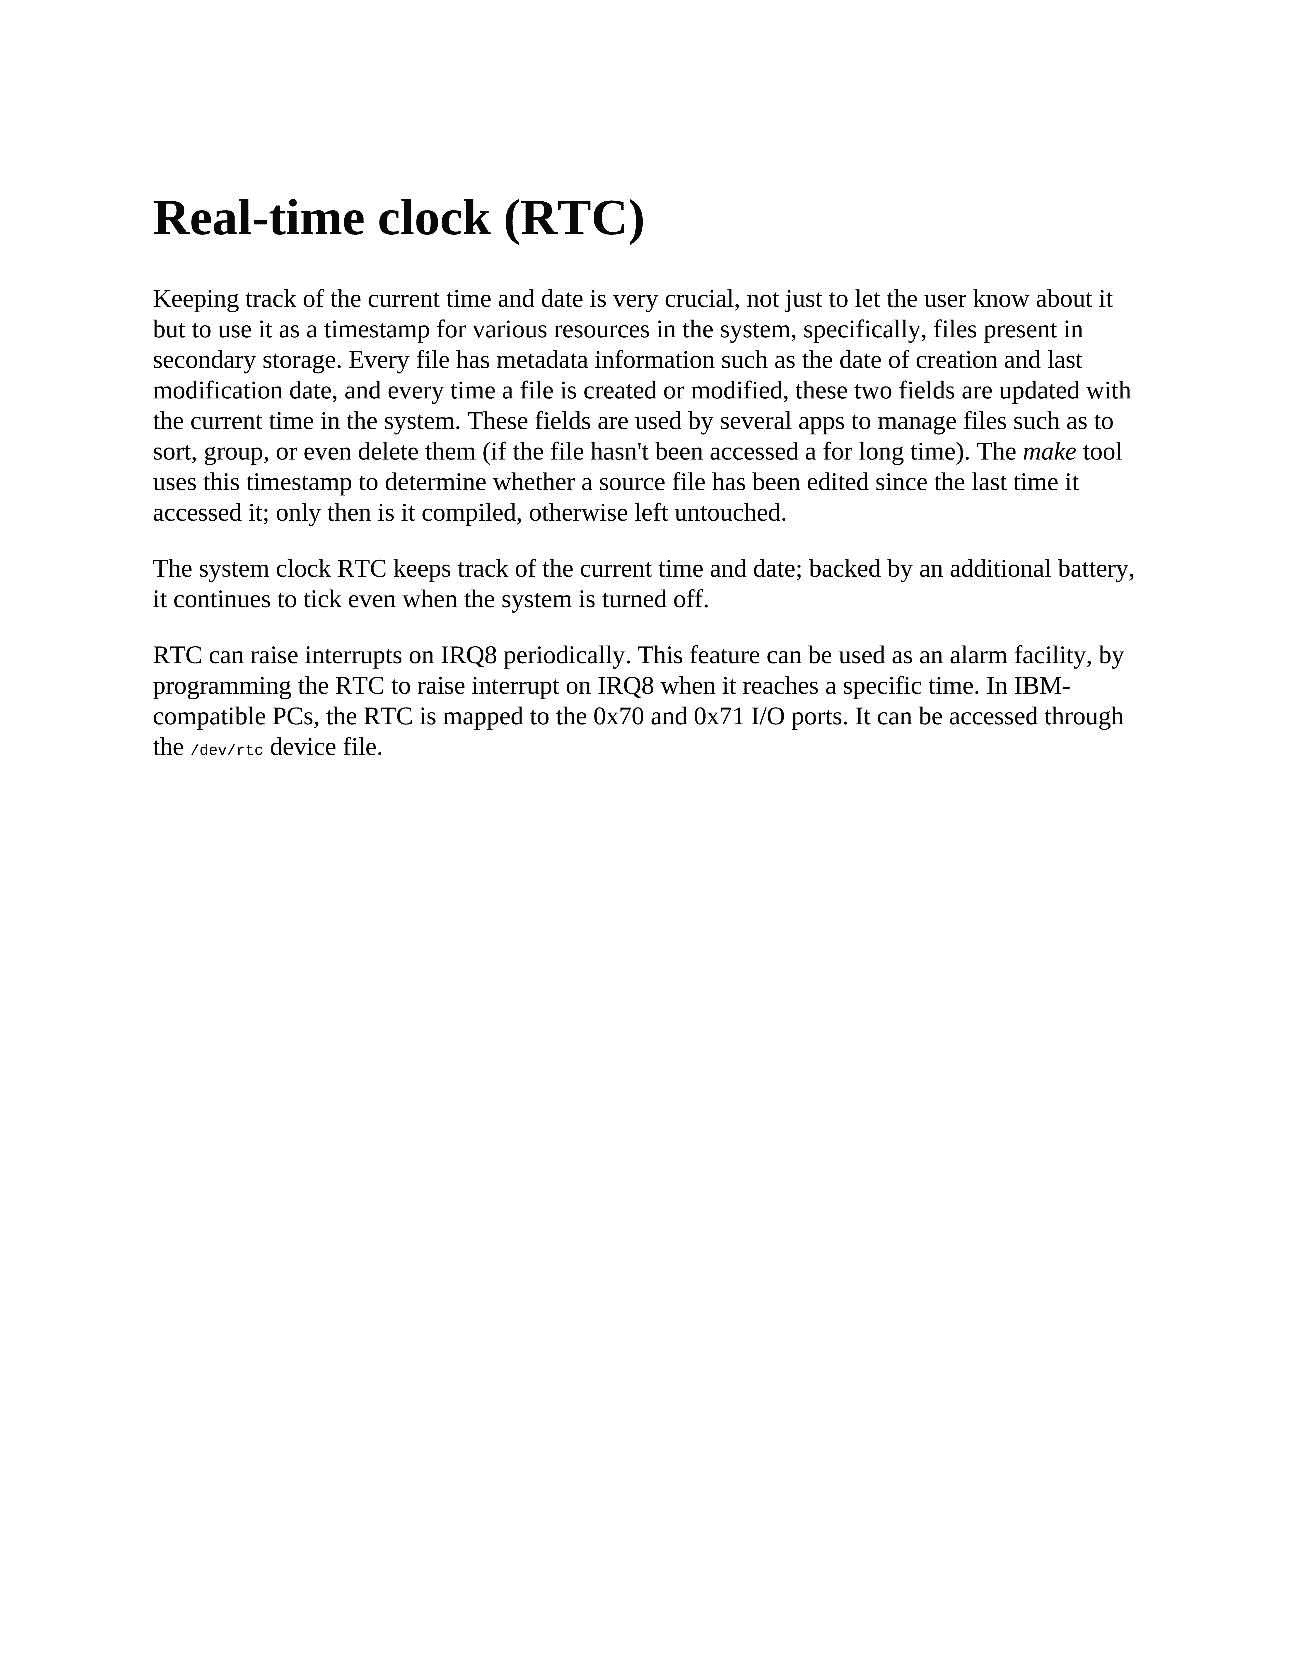 Real-time clock (RTC)
Keeping track of the current time and date is very crucial, not just to let the user know about it
but to use it as a timestamp for various resources in the system, specifically, files present in
secondary storage. Every file has metadata information such as the date of creation and last
modification date, and every time a file is created or modified, these two fields are updated with
the current time in the system. These fields are used by several apps to manage files such as to
sort, group, or even delete them (if the file hasn't been accessed a for long time). The make tool
uses this timestamp to determine whether a source file has been edited since the last time it
accessed it; only then is it compiled, otherwise left untouched.
The system clock RTC keeps track of the current time and date; backed by an additional battery,
it continues to tick even when the system is turned off.
RTC can raise interrupts on IRQ8 periodically. This feature can be used as an alarm facility, by
programming the RTC to raise interrupt on IRQ8 when it reaches a specific time. In IBM-
compatible PCs, the RTC is mapped to the 0x70 and 0x71 I/O ports. It can be accessed through
the /dev/rtc device file.